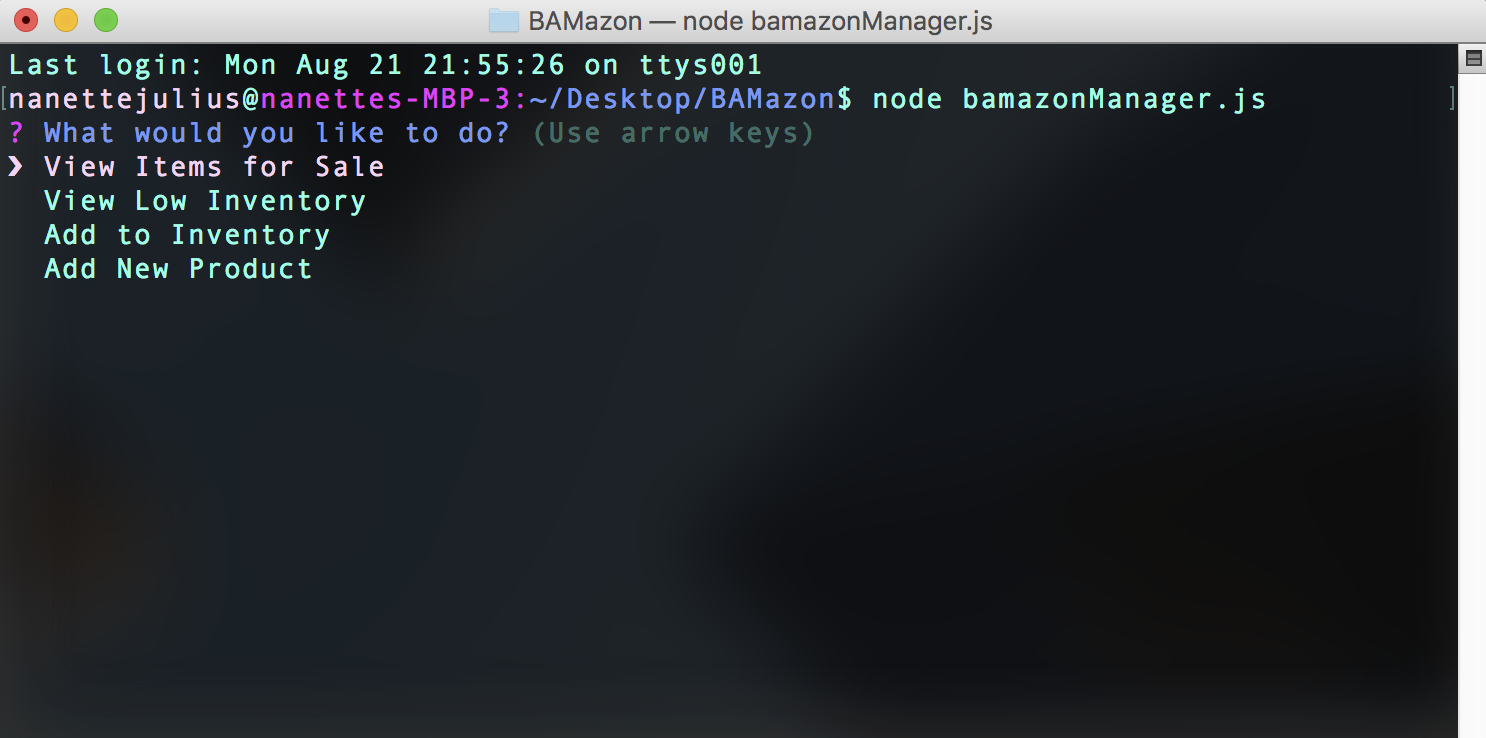 BAMazon — node bamazonManager.js
Last login: Mon Aug 21 21:55:26 on ttys001
[nanettejulius@nanettes-MBP-3:~/Desktop/BAMazon$ node bamazonManager.js ]
? What would you like to do? (Use arrow keys)
❯ View Items for Sale
View Low Inventory
Add to Inventory
Add New Product